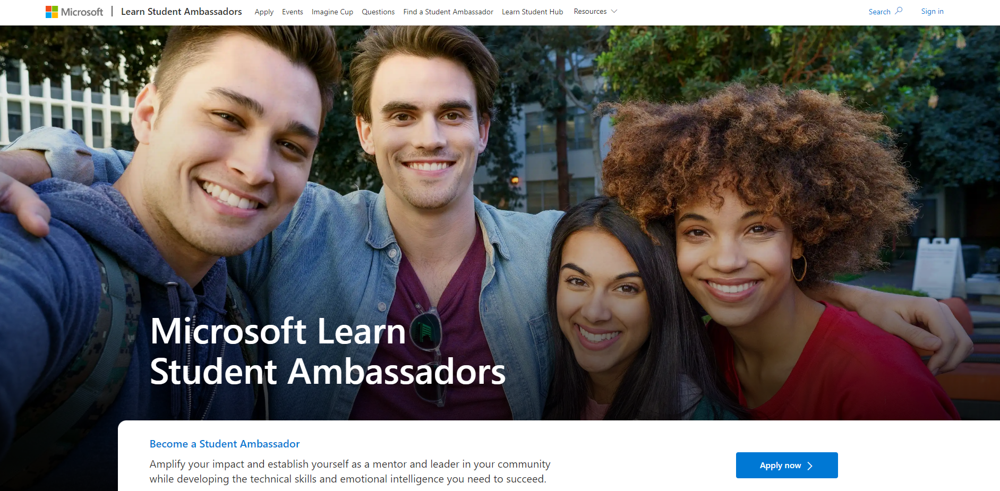 Microsoft | Learn Student Ambassadors Apply Events Imagine Cup Questions Find a Student Ambassador Learn Student Hub Resources Search Sign in
Microsoft Learn
Student Ambassadors
Become a Student Ambassador
Amplify your impact and establish yourself as a mentor and leader in your community
while developing the technical skills and emotional intelligence you need to succeed.
Apply now